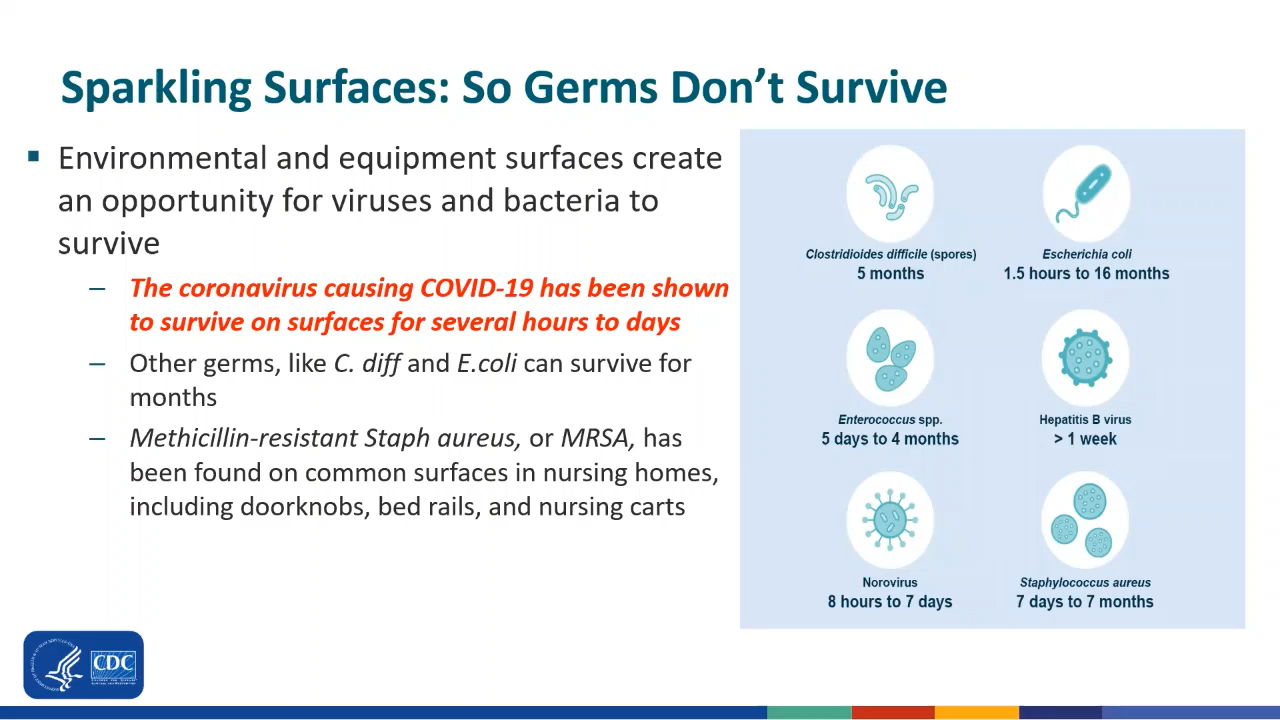 Sparkling Surfaces: So Germs Don’t Survive
Environmental and equipment surfaces create
an opportunity for viruses and bacteria to
survive
– The coronavirus causing COVID-19 has been shown
to survive on surfaces for several hours to days
– Other germs, like C. diff and E.coli can survive for
months
– Methicillin-resistant Staph aureus, or MRSA, has
been found on common surfaces in nursing homes,
including doorknobs, bed rails, and nursing carts
Clostridioides difficile (spores)
5 months
Escherichia coli
1.5 hours to 16 months
Enterococcus spp.
5 days to 4 months
Hepatitis B virus
> 1 week
Norovirus
8 hours to 7 days
Staphylococcus aureus
7 days to 7 months
CDC